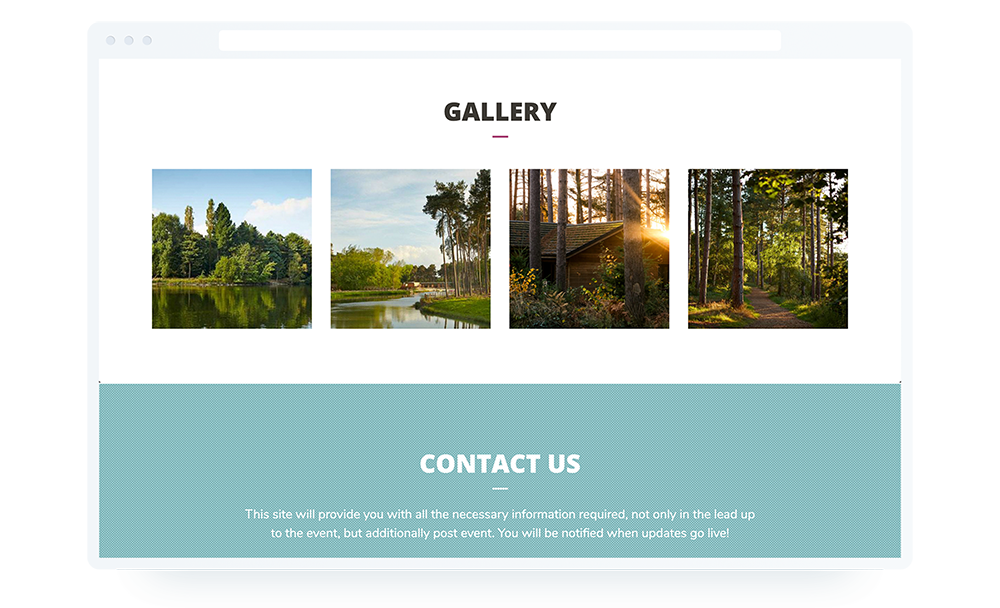 GALLERY
CONTACT US
This site will provide you with all the necessary information required, not only in the lead up
to the event, but additionally post event. You will be notified when updates go live!